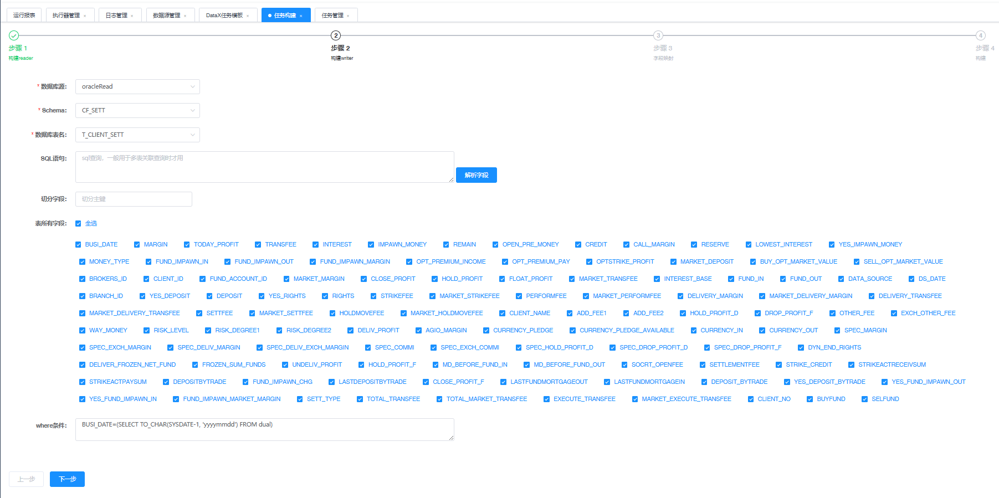 运行报表 执行器管理 × 日志管理 × 数据源管理 × DataX任务模板 × 任务构建 × 任务管理 ×
2 3 4
步骤 1 步骤 2 步骤 3 步骤 4
构建reader 构建writer 字段映射 构建
* 数据库源: oracleRead
* Schema: CF_SETT
* 数据库表名: T_CLIENT_SETT
SQL语句: sql查询，一般用于多表关联查询时才用
解析字段
切分字段: 切分主键
表所有字段: 全选
BUSI_DATE MARGIN TODAY_PROFIT TRANSFEE INTEREST IMPAWN_MONEY REMAIN OPEN_PRE_MONEY CREDIT CALL_MARGIN RESERVE LOWEST_INTEREST YES_IMPAWN_MONEY
MONEY_TYPE FUND_IMPAWN_IN FUND_IMPAWN_OUT FUND_IMPAWN_MARGIN OPT_PREMIUM_INCOME OPT_PREMIUM_PAY OPTSTRIKE_PROFIT MARKET_DEPOSIT BUY_OPT_MARKET_VALUE SELL_OPT_MARKET_VALUE
BROKERS_ID CLIENT_ID FUND_ACCOUNT_ID MARKET_MARGIN CLOSE_PROFIT HOLD_PROFIT FLOAT_PROFIT MARKET_TRANSFEE INTEREST_BASE FUND_IN FUND_OUT DATA_SOURCE DS_DATE
BRANCH_ID YES_DEPOSIT DEPOSIT YES_RIGHTS RIGHTS STRIKEFEE MARKET_STRIKEFEE PERFORMFEE MARKET_PERFORMFEE DELIVERY_MARGIN MARKET_DELIVERY_MARGIN DELIVERY_TRANSFEE
MARKET_DELIVERY_TRANSFEE SETTFEE MARKET_SETTFEE HOLDMOVEFEE MARKET_HOLDMOVEFEE CLIENT_NAME ADD_FEE1 ADD_FEE2 HOLD_PROFIT_D DROP_PROFIT_F OTHER_FEE EXCH_OTHER_FEE
WAY_MONEY RISK_LEVEL RISK_DEGREE1 RISK_DEGREE2 DELIV_PROFIT AGIO_MARGIN CURRENCY_PLEDGE CURRENCY_PLEDGE_AVAILABLE CURRENCY_IN CURRENCY_OUT SPEC_MARGIN
SPEC_EXCH_MARGIN SPEC_DELIV_MARGIN SPEC_DELIV_EXCH_MARGIN SPEC_COMMI SPEC_EXCH_COMMI SPEC_HOLD_PROFIT_D SPEC_DROP_PROFIT_D SPEC_DROP_PROFIT_F DYN_END_RIGHTS
DELIVER_FROZEN_NET_FUND FROZEN_SUM_FUNDS UNDELIV_PROFIT HOLD_PROFIT_F MD_BEFORE_FUND_IN MD_BEFORE_FUND_OUT SOCRT_OPENFEE SETTLEMENTFEE STRIKE_CREDIT STRIKEACTRECEIVSUM
STRIKEACTPAYSUM DEPOSITBYTRADE FUND_IMPAWN_CHG LASTDEPOSITBYTRADE CLOSE_PROFIT_F LASTFUNDMORTGAGEOUT LASTFUNDMORTGAGEIN DEPOSIT_BYTRADE YES_DEPOSIT_BYTRADE YES_FUND_IMPAWN_OUT
YES_FUND_IMPAWN_IN FUND_IMPAWN_MARKET_MARGIN SETT_TYPE TOTAL_TRANSFEE TOTAL_MARKET_TRANSFEE EXECUTE_TRANSFEE MARKET_EXECUTE_TRANSFEE CLIENT_NO BUYFUND SELFUND
where条件: BUSI_DATE=(SELECT TO_CHAR(SYSDATE-1, 'yyyymmdd') FROM dual)
上一步 下一步